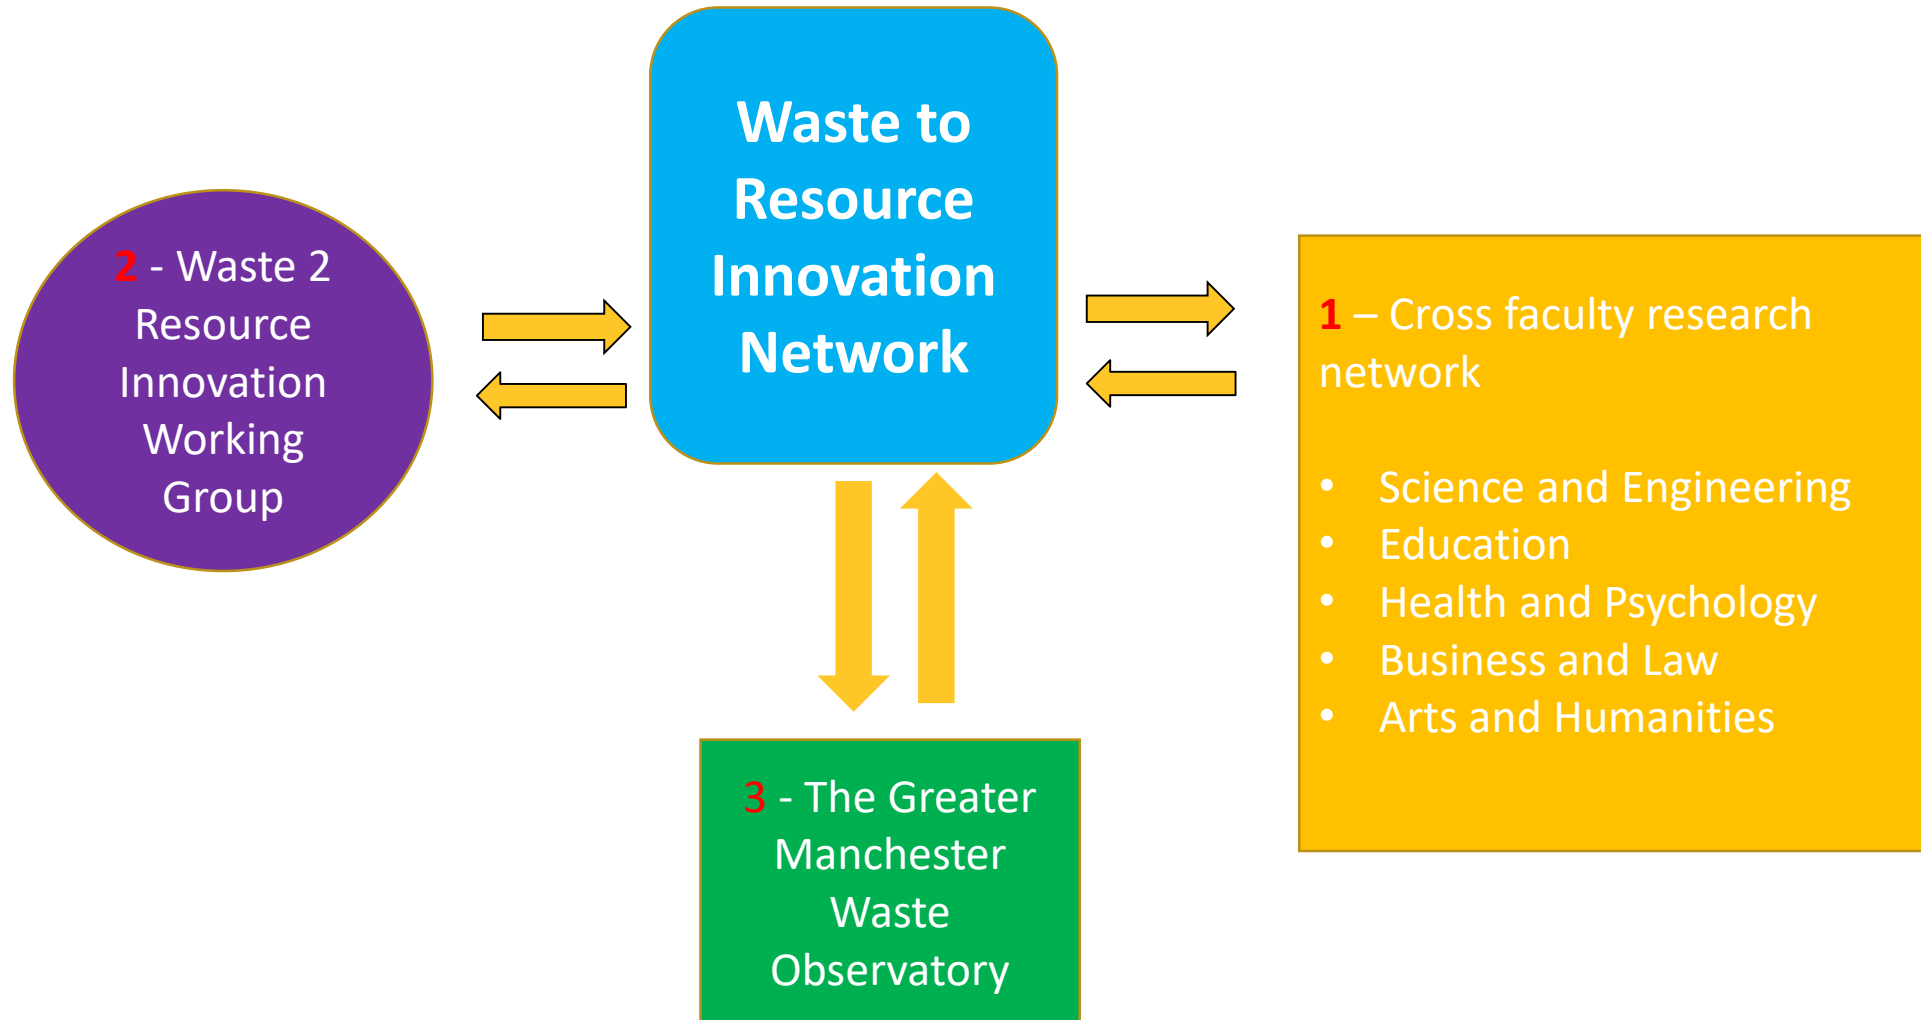 Waste to
Resource
Innovation
Network
2 - Waste 2
Resource
Innovation
Working
Group
1 – Cross faculty research
network
• Science and Engineering
• Education
• Health and Psychology
• Business and Law
• Arts and Humanities
3 - The Greater
Manchester
Waste
Observatory